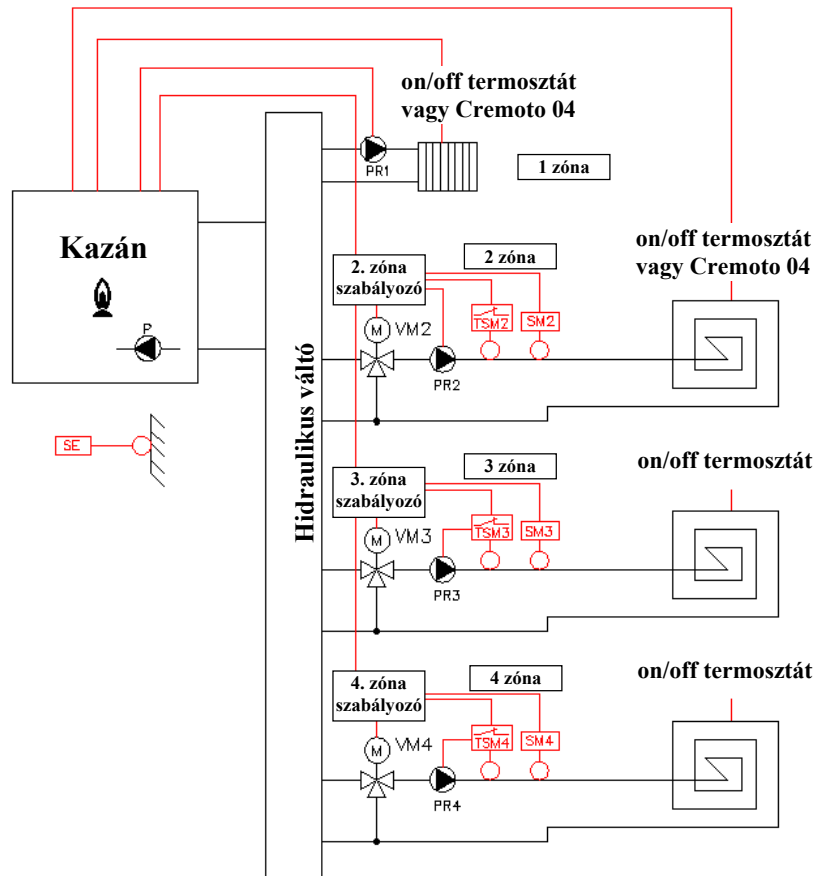 on/off termosztát
vagy Cremoto 04
PR1
1 zóna
Kazán
P
SE
Hidraulikus váltó
on/off termosztát
vagy Cremoto 04
2. zóna
szabályozó
2 zóna
TSM2
SM2
M
VM2
PR2
on/off termosztát
3. zóna
szabályozó
3 zóna
TSM3
SM3
M
VM3
PR3
on/off termosztát
4. zóna
szabályozó
4 zóna
TSM4
SM4
M
VM4
PR4